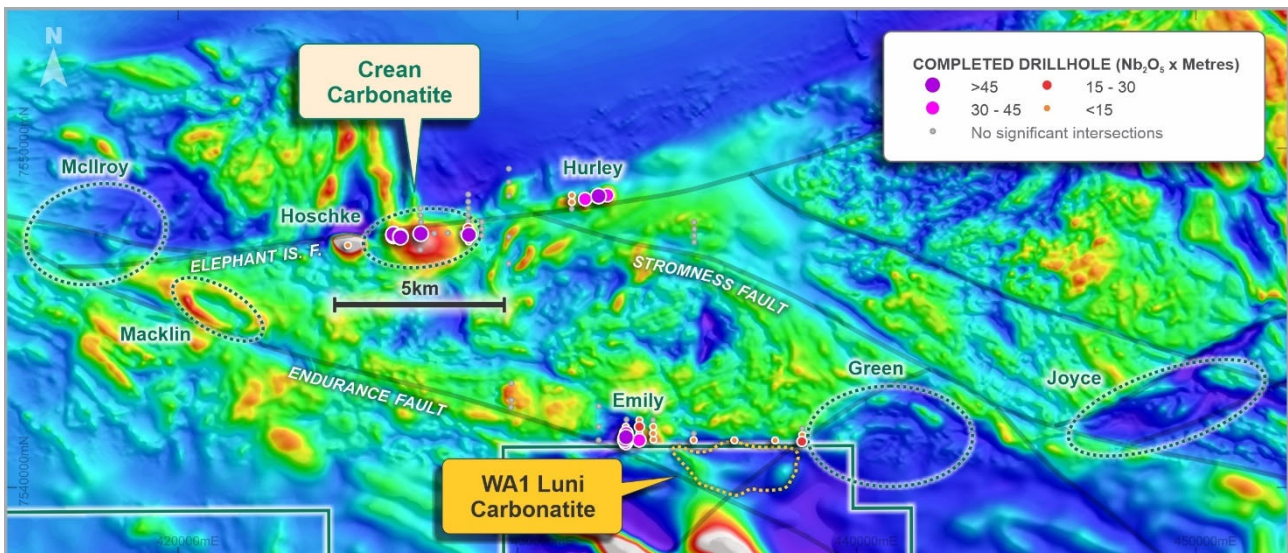 N
Crean
Carbonatite
COMPLETED DRILLHOLE (Nb₂O₅ x Metres)
>45
15 - 30
30 - 45
<15
No significant intersections
7550000mN
McIlroy
Hurley
Hoschke
ELEPHANT IS. F.
STROMNESS FAULT
5km
Macklin
ENDURANCE FAULT
Emily
Green
Joyce
7540000mN
WA1 Luni
Carbonatite
420000mE
440000mE
450000mE